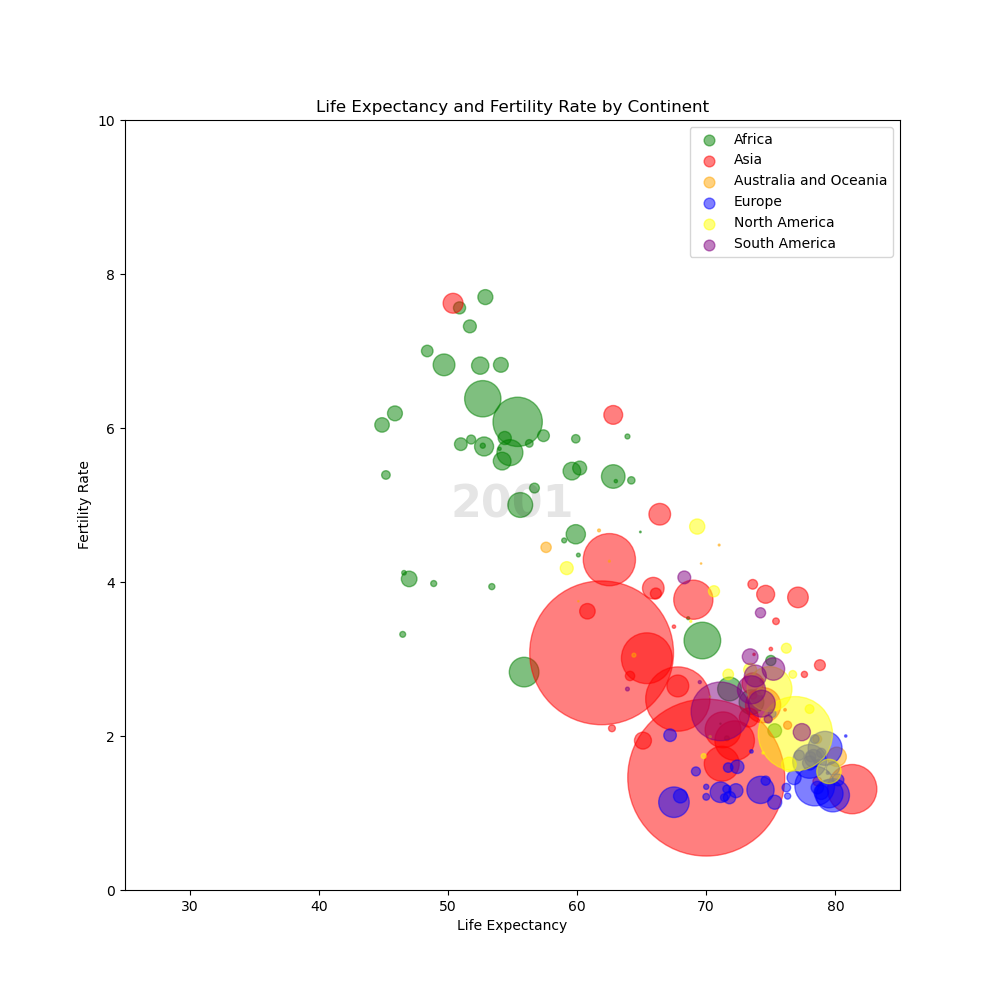 Life Expectancy and Fertility Rate by Continent
10
8
6
4
2
0
Fertility Rate
Africa
Asia
Australia and Oceania
Europe
North America
South America
2001
30 40 50 60 70 80
Life Expectancy